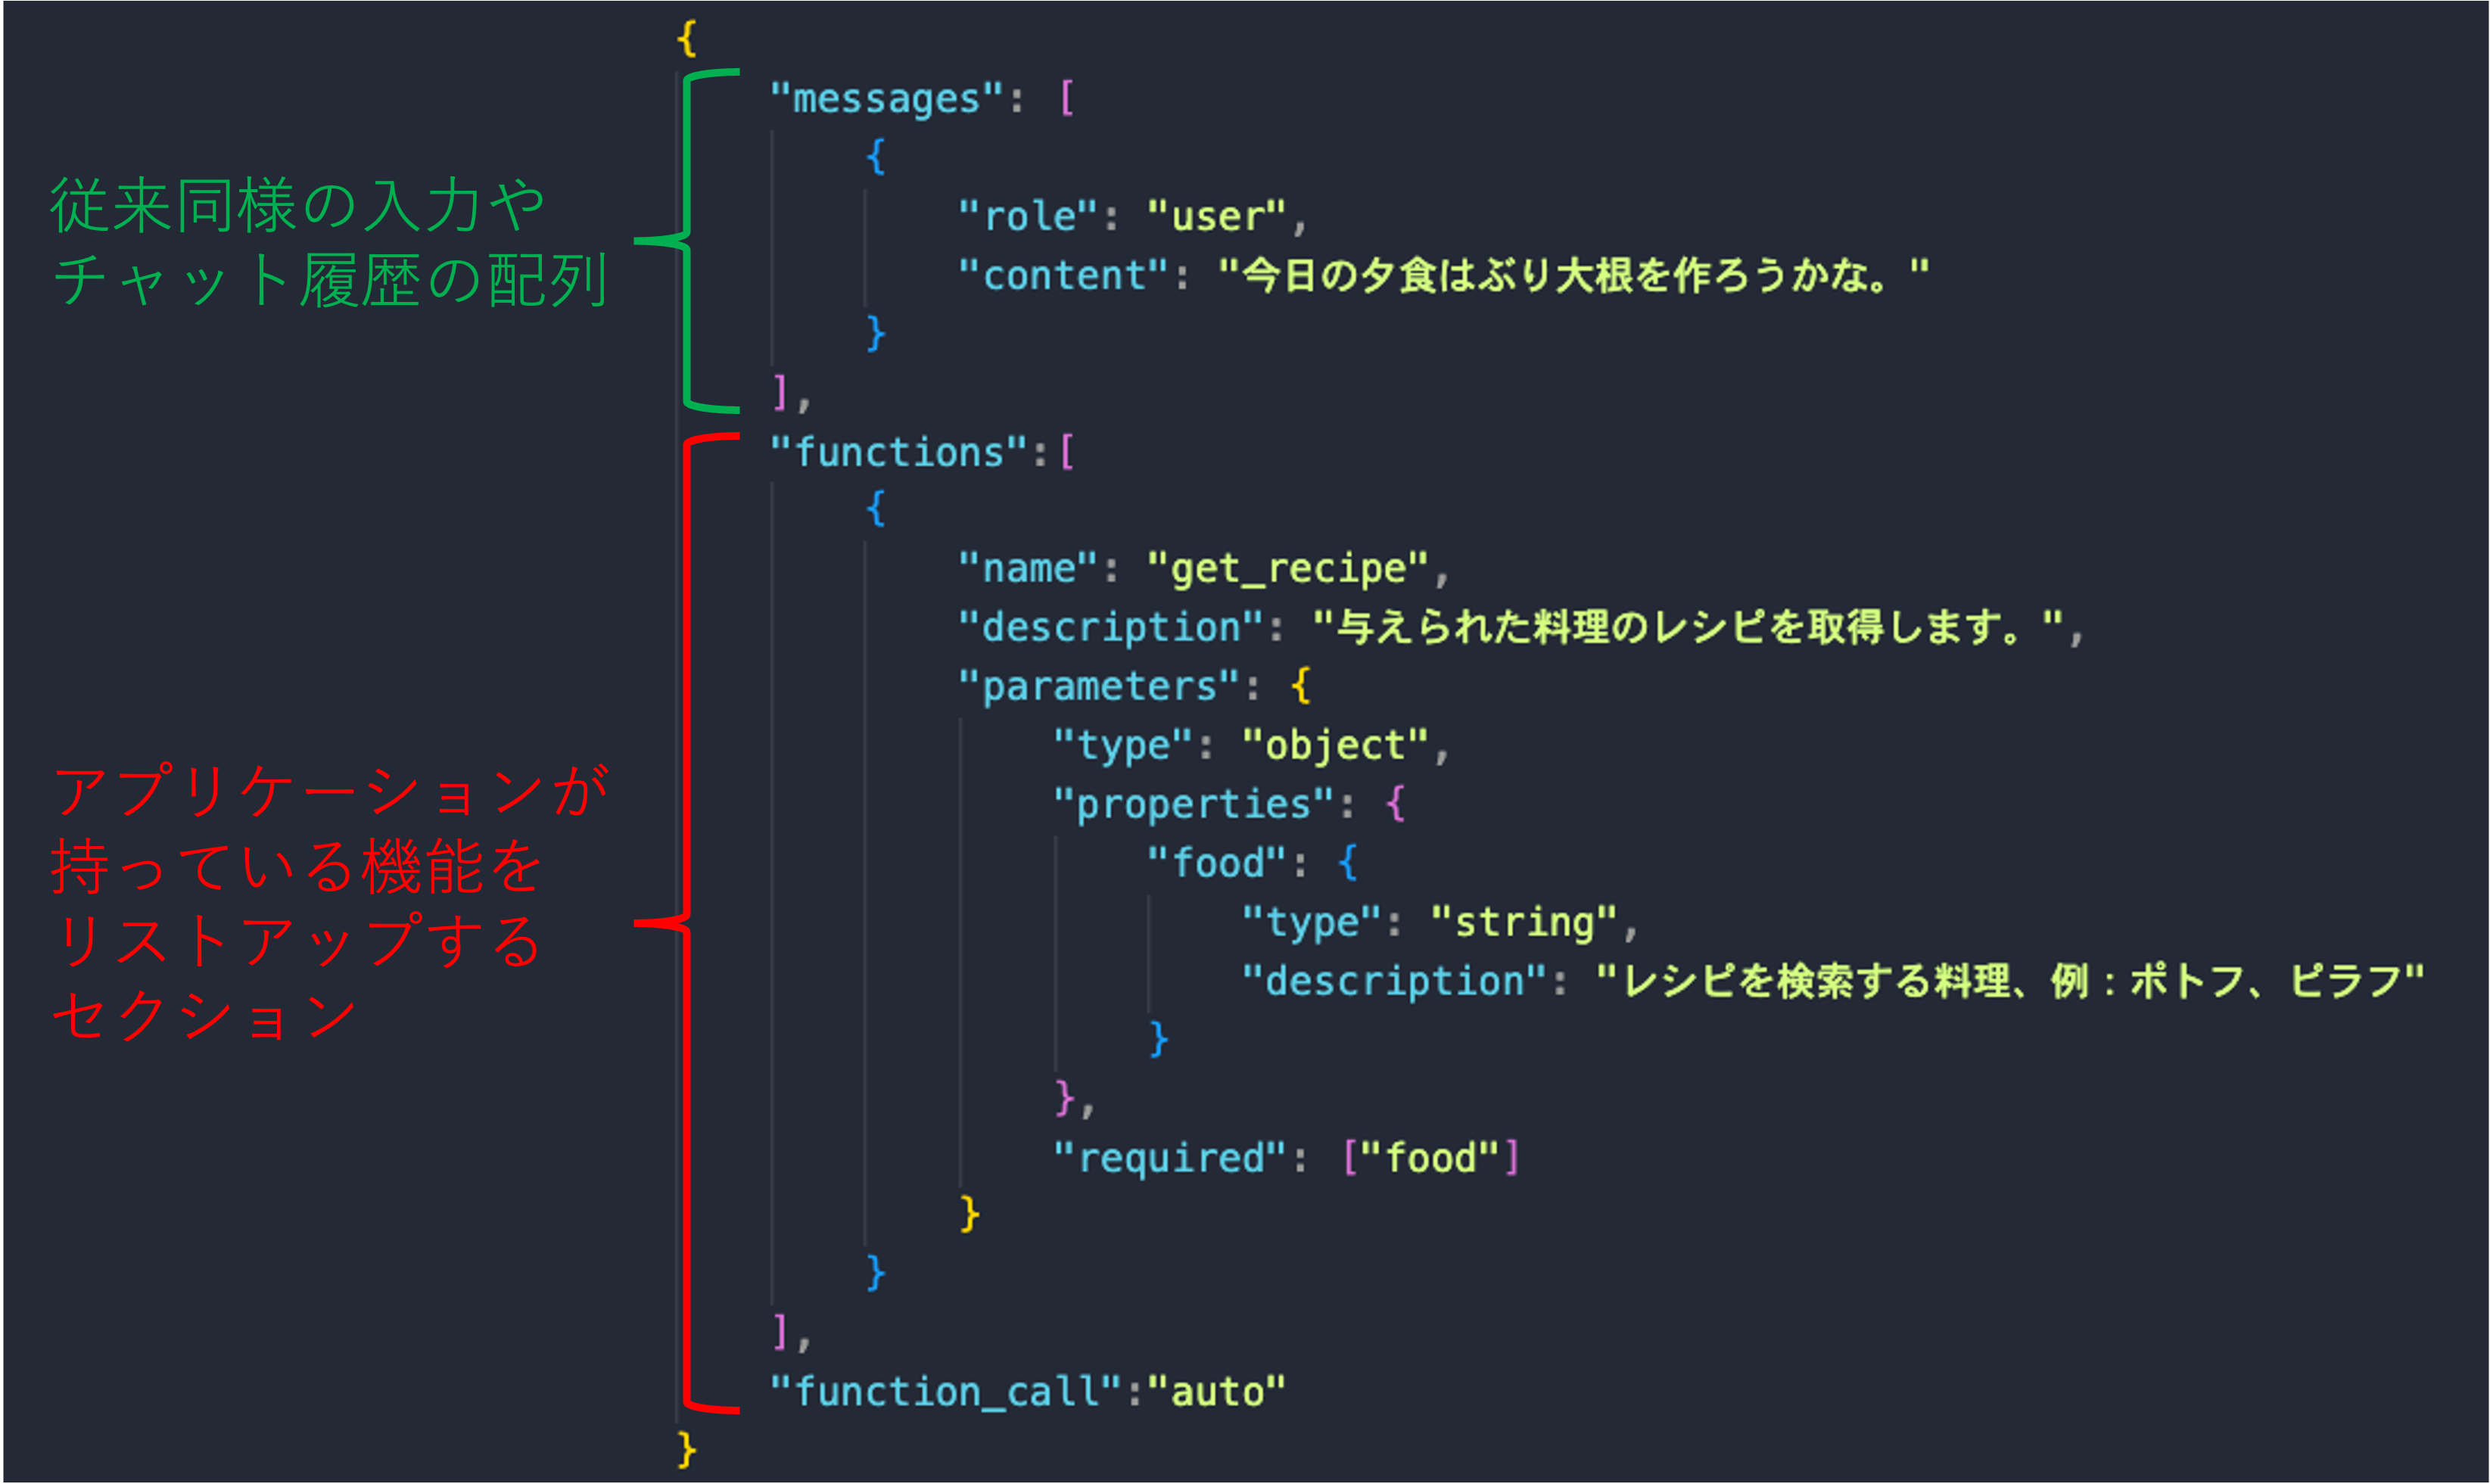 従来同様の入力や
チャット履歴の配列
アプリケーションが
持っている機能を
リストアップする
セクション
{
"messages": [
{
"role": "user",
"content": "今日の夕食はぶり大根を作ろうかな。"
}
],
"functions":[
{
"name": "get_recipe",
"description": "与えられた料理のレシピを取得します。",
"parameters": {
"type": "object",
"properties": {
"food": {
"type": "string",
"description": "レシピを検索する料理、例：ポトフ、ピラフ"
}
},
"required": ["food"]
}
}
],
"function_call":"auto"
}